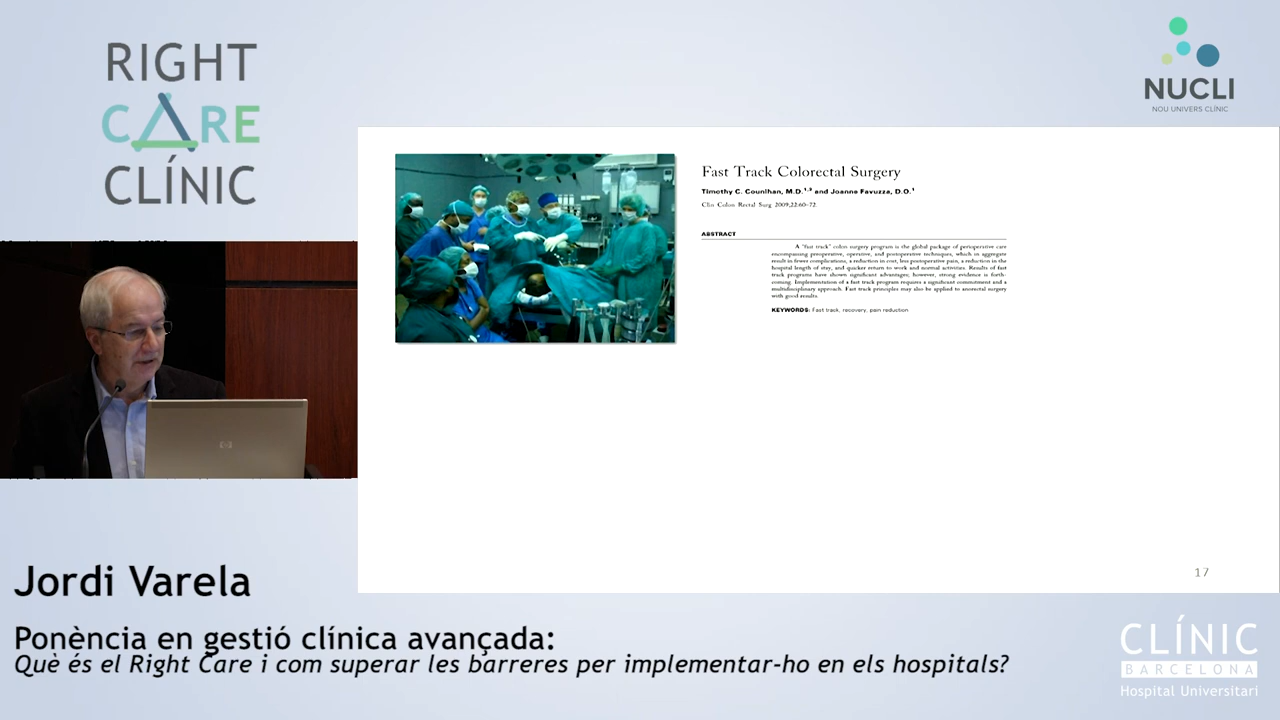 RIGHT
CARE
CLÍNIC
NUCLI
NOU UNIVERS CLÍNIC
Fast Track Colorectal Surgery
Timothy C. Counihan, M.D.1,2 and Joanna Favuzza, D.O.1
Clin Colon Rectal Surg 2009;22:60–72.
ABSTRACT
A "fast track" colon surgery program is the global package of perioperative care
encompassing preoperative, operative, and postoperative techniques, which in aggregate
result in fewer complications, a reduction in cost, less postoperative pain, a reduction in the
hospital length of stay, and quicker return to work and normal activities. Results of fast
track programs have shown significant advantages; however, strong evidence is forth-
coming. Implementation of a fast track program requires a significant commitment and a
multidisciplinary approach. Fast track principles may also be applied to anorectal surgery
with good results.
KEYWORDS: Fast track, recovery, pain reduction
17
hp
Jordi Varela
Ponència en gestió clínica avançada:
Què és el Right Care i com superar les barreres per implementar-ho en els hospitals?
CLÍNIC
BARCELONA
Hospital Universitari